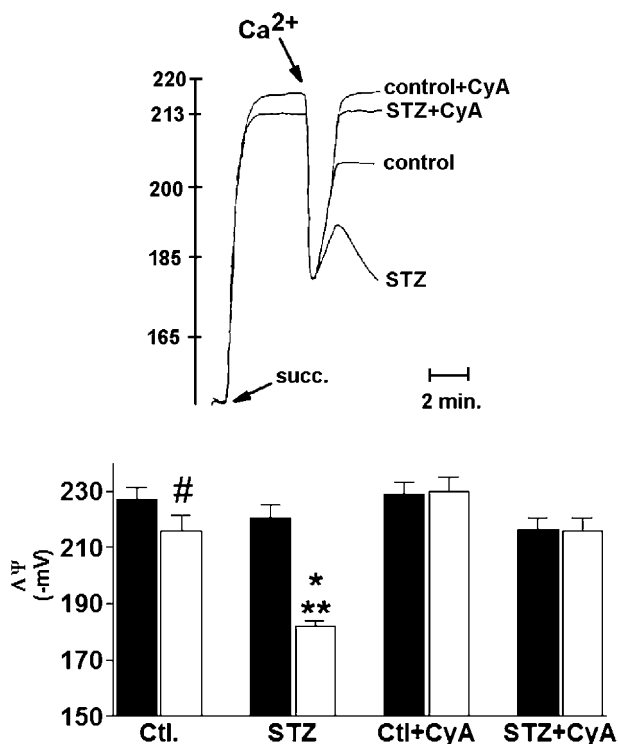 Ca2+
220
213
200
185
165
control+CyA
STZ+CyA
control
STZ
succ.
2 min.
230
210
190
170
150
ΔΨ
(-mV)
#
*
**
Ctl.
STZ
Ctl+CyA
STZ+CyA